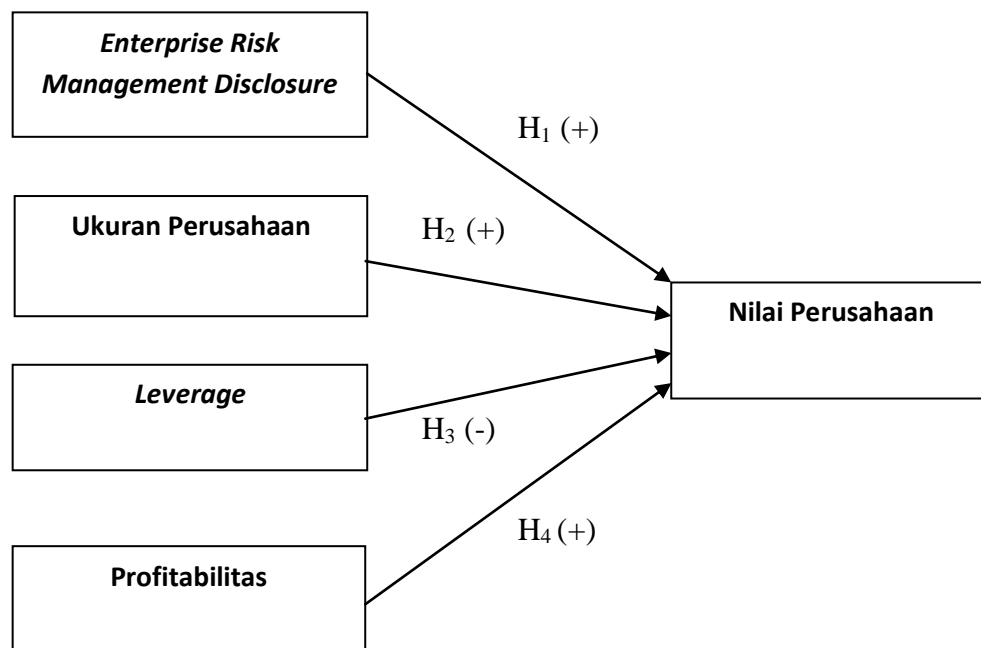 Enterprise Risk
Management Disclosure
H₁ (+)
Ukuran Perusahaan
H₂ (+)
Nilai Perusahaan
Leverage
H₃ (-)
H₄ (+)
Profitabilitas